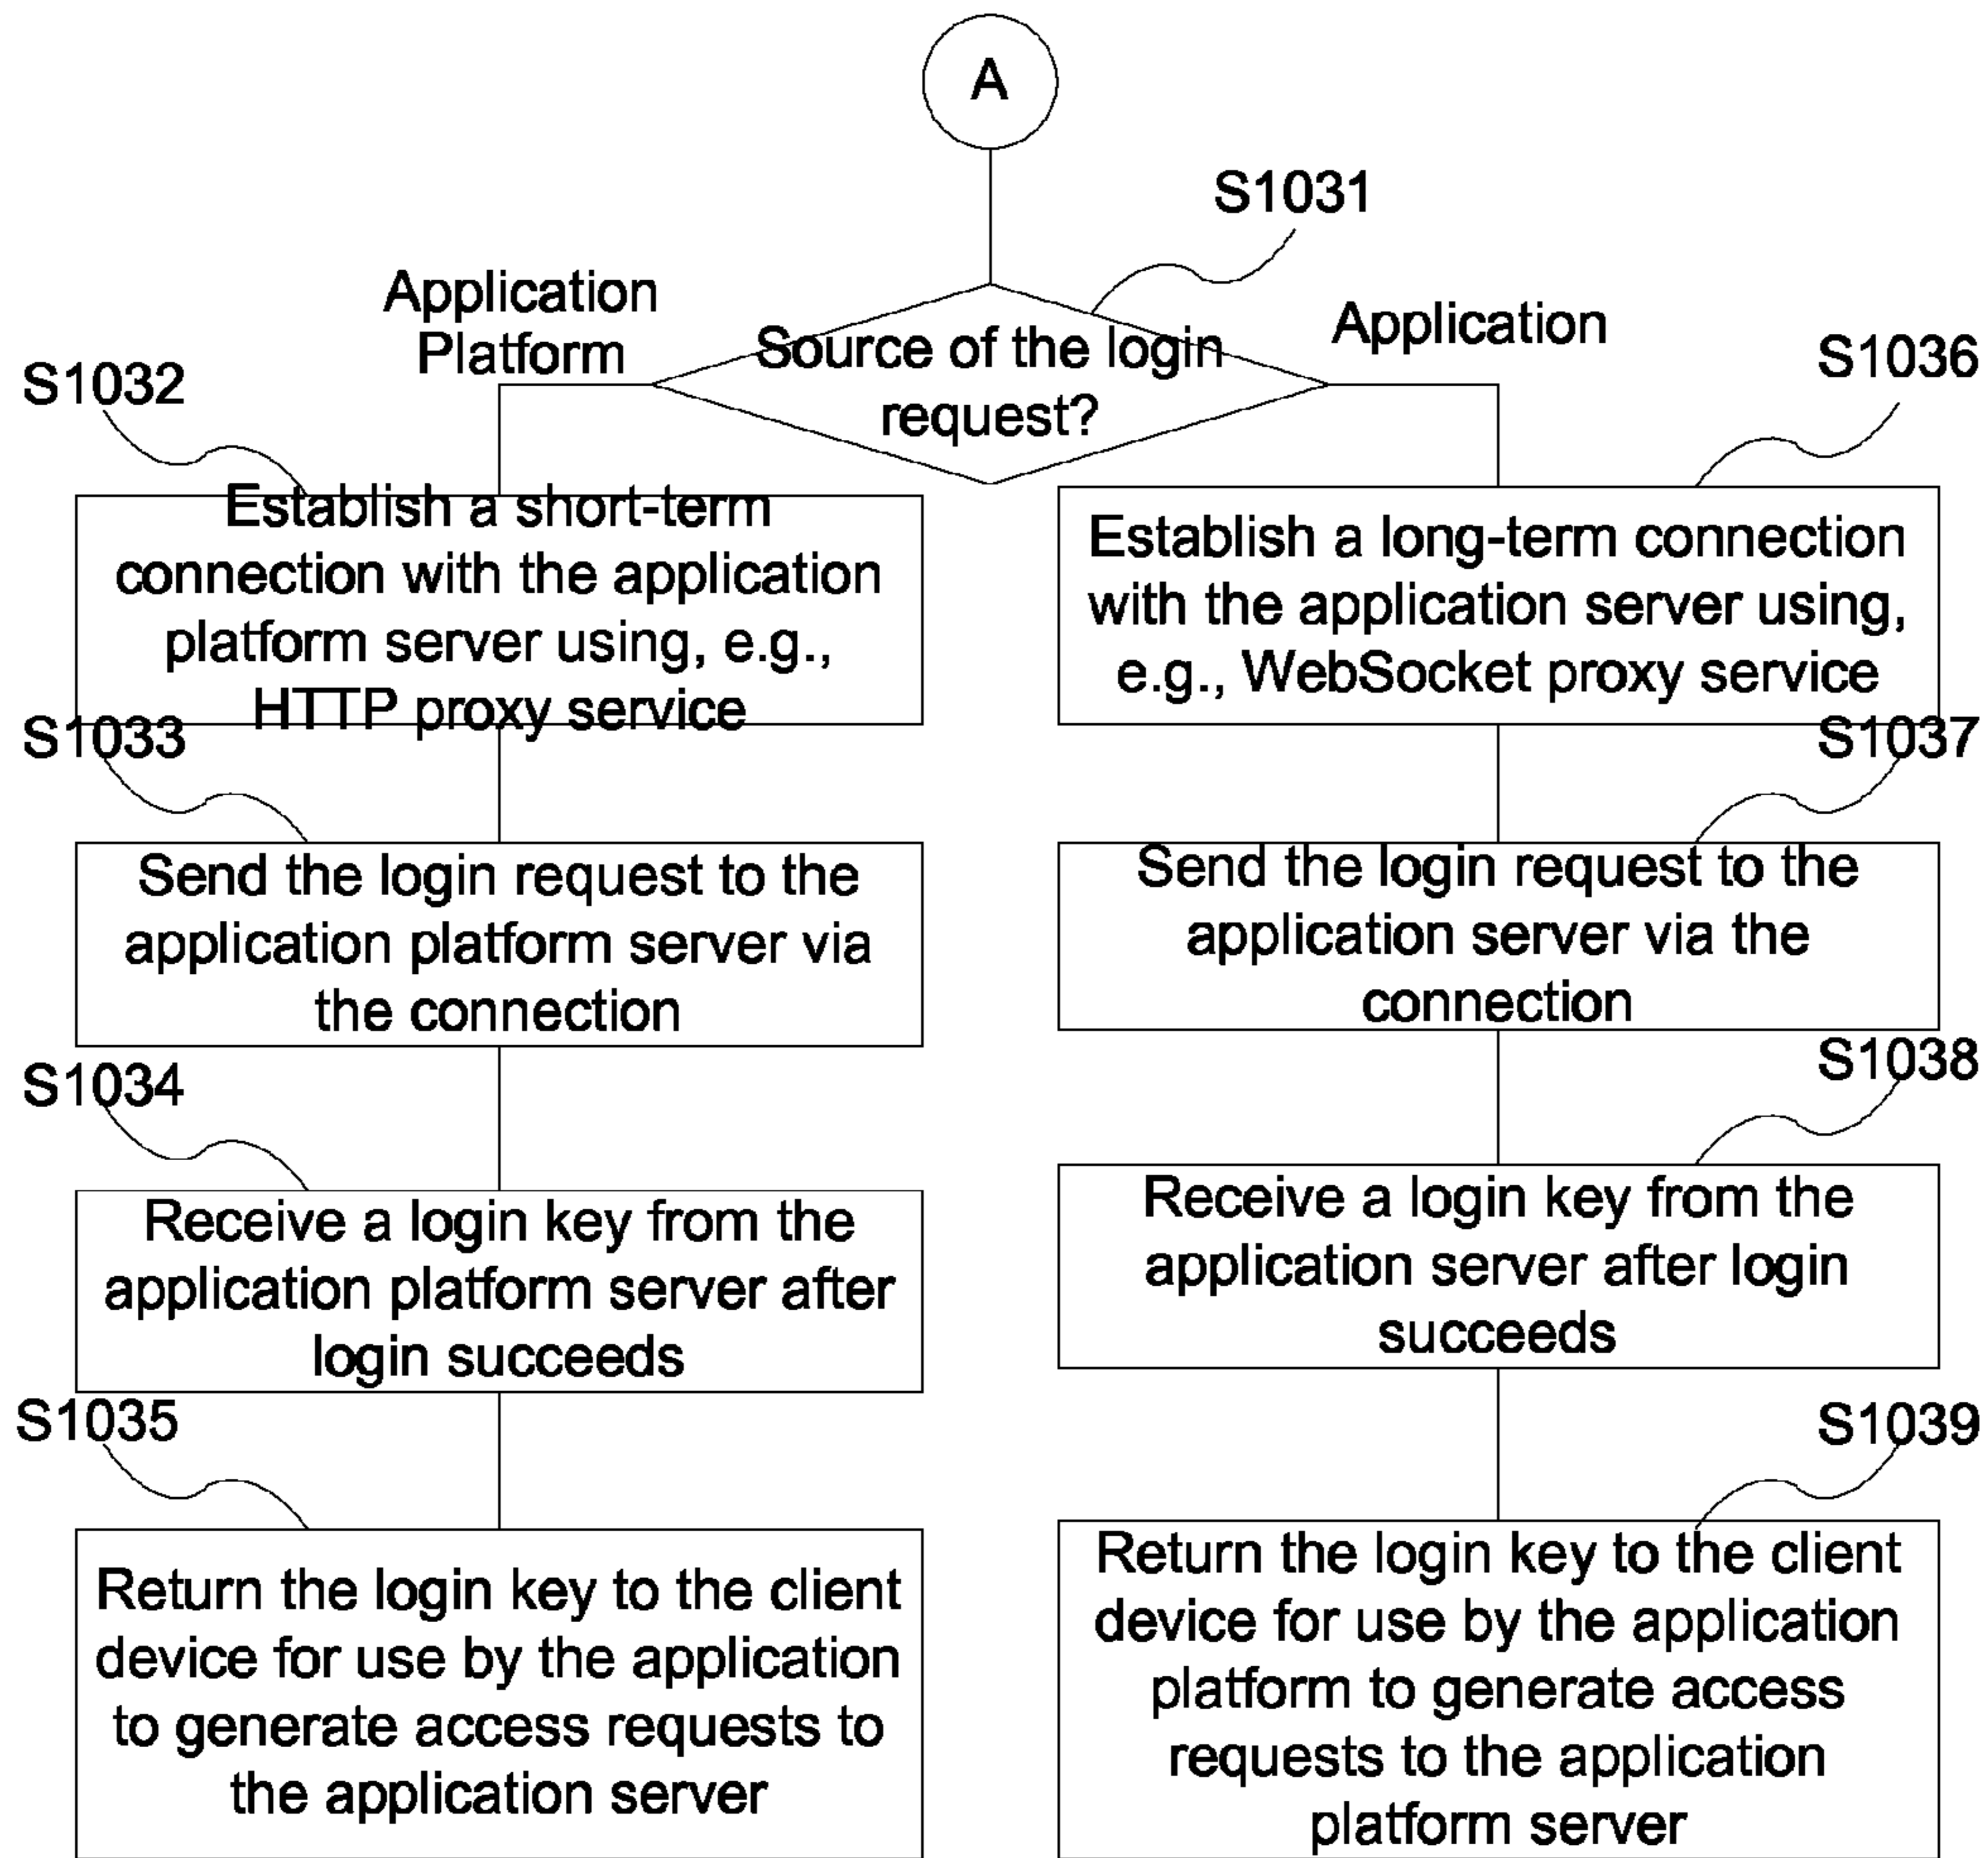 A
S1031
Application
Platform
Source of the login
request?
Application
S1032
Establish a short-term
connection with the application
platform server using, e.g.,
HTTP proxy service
S1033
Send the login request to the
application platform server via
the connection
S1034
Receive a login key from the
application platform server after
login succeeds
S1035
Return the login key to the client
device for use by the application
to generate access requests to
the application server
S1036
Establish a long-term connection
with the application server using,
e.g., WebSocket proxy service
S1037
Send the login request to the
application server via the
connection
S1038
Receive a login key from the
application server after login
succeeds
S1039
Return the login key to the client
device for use by the application
platform to generate access
requests to the application
platform server